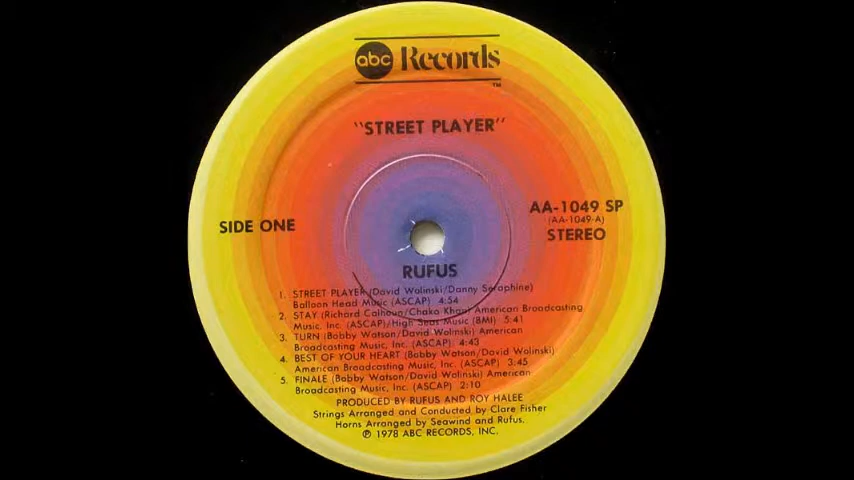 abc Records
TM
"STREET PLAYER"
SIDE ONE
AA-1049 SP
(AA-1049-A)
STEREO
RUFUS
1. STREET PLAYER/David Wolinski/Danny Seraphine)
Balloon Head Music (ASCAP) 4:54
2. STAY (Richard Calhoun/Chaka Khan) American Broadcasting
Music, Inc. (ASCAP)/High Seas Music (BMI) 5:41
3. TURN (Bobby Watson/David Wolinski) American
Broadcasting Music, Inc. (ASCAP) 4:43
4. BEST OF YOUR HEART (Bobby Watson/David Wolinski)
American Broadcasting Music, Inc. (ASCAP) 3:45
5. FINALE (Bobby Watson/David Wolinski) American
Broadcasting Music, Inc. (ASCAP) 2:10
PRODUCED BY RUFUS AND ROY HALEE
Strings Arranged and Conducted by Clare Fisher
Horns Arranged by Seawind and Rufus.
℗ 1978 ABC RECORDS, INC.